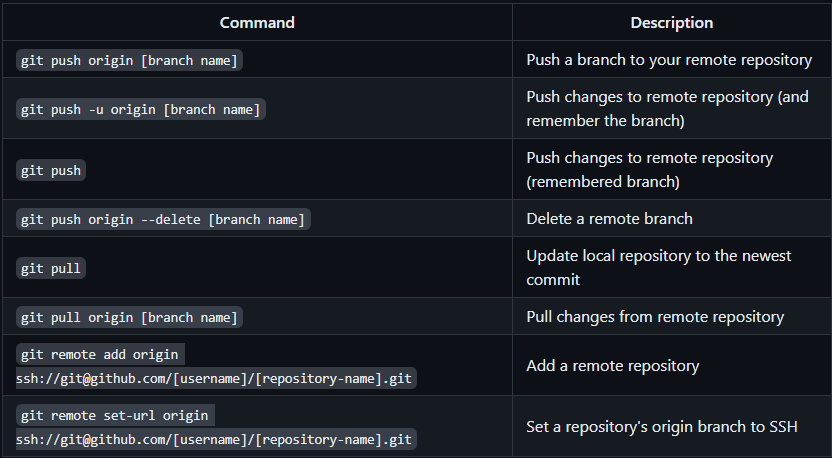 Command Description
git push origin [branch name] Push a branch to your remote repository
git push -u origin [branch name] Push changes to remote repository (and
remember the branch)
git push Push changes to remote repository
(remembered branch)
git push origin --delete [branch name] Delete a remote branch
git pull Update local repository to the newest
commit
git pull origin [branch name] Pull changes from remote repository
git remote add origin
ssh://git@github.com/[username]/[repository-name].git Add a remote repository
git remote set-url origin
ssh://git@github.com/[username]/[repository-name].git Set a repository's origin branch to SSH